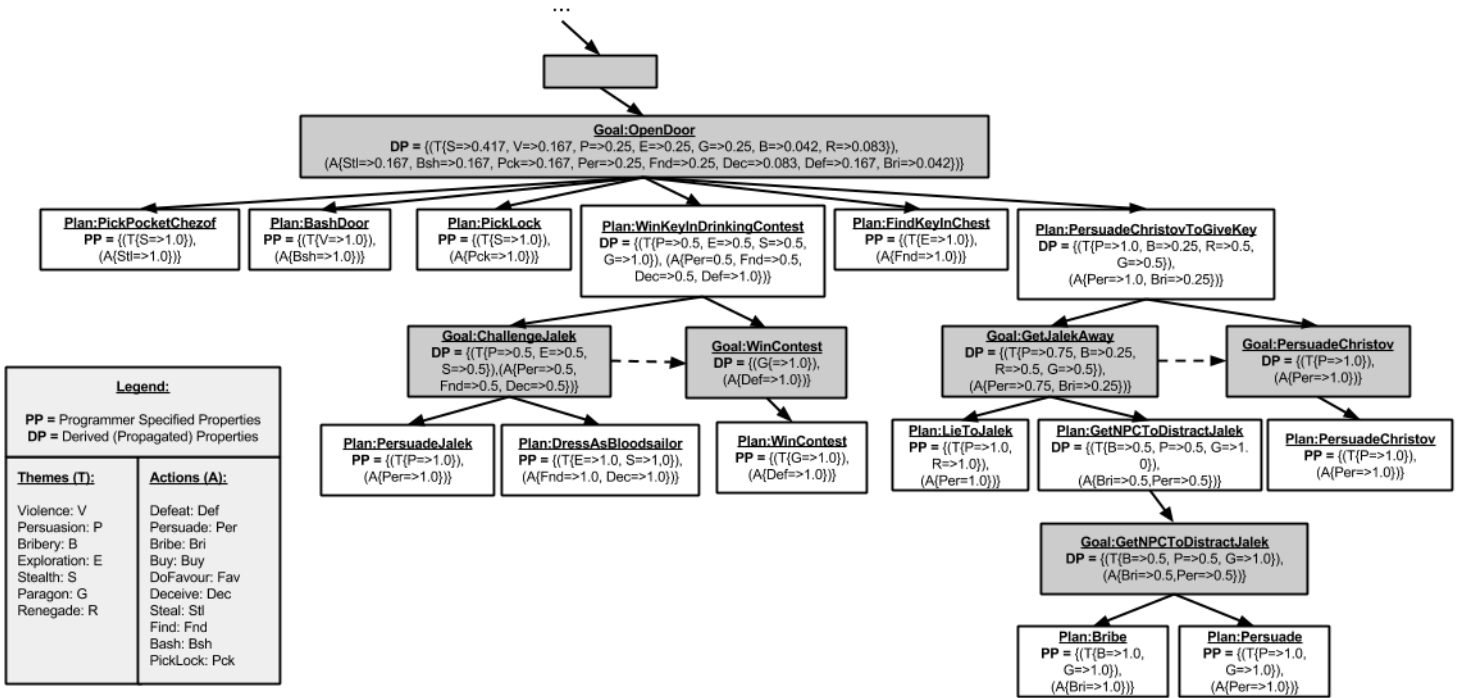 ...
Goal:OpenDoor
DP = {(T{S=>0.417, V=>0.167, P=>0.25, E=>0.25, G=>0.25, B=>0.042, R=>0.083}),
(A{Stl=>0.167, Bsh=>0.167, Pck=>0.167, Per=>0.25, Fnd=>0.25, Dec=>0.083, Def=>0.167, Bri=>0.042})}
Plan:PickPocketChezof
PP = {(T{S=>1.0}),
(A{Stl=>1.0})}
Plan:BashDoor
PP = {(T{V=>1.0}),
(A{Bsh=>1.0})}
Plan:PickLock
PP = {(T{S=>1.0}),
(A{Pck=>1.0})}
Plan:WinKeyInDrinkingContest
DP = {(T{P=>0.5, E=>0.5, S=>0.5,
G=>1.0}), (A{Per=0.5, Fnd=>0.5,
Dec=>0.5, Def=>1.0})}
Plan:FindKeyInChest
PP = {(T{E=>1.0}),
(A{Fnd=>1.0})}
Plan:PersuadeChristovToGiveKey
DP = {(T{P=>1.0, B=>0.25, R=>0.5,
G=>0.5}),
(A{Per=>1.0, Bri=>0.25})}
Goal:ChallengeJalek
DP = {(T{P=>0.5, E=>0.5,
S=>0.5}),(A{Per=>0.5,
Fnd=>0.5, Dec=>0.5})}
Goal:WinContest
DP = {(G{=>1.0}),
(A{Def=>1.0})}
Goal:GetJalekAway
DP = {(T{P=>0.75, B=>0.25,
R=>0.5, G=>0.5}),
(A{Per=>0.75, Bri=>0.25})}
Goal:PersuadeChristov
DP = {(T{P=>1.0}),
(A{Per=>1.0})}
Plan:PersuadeJalek
PP = {(T{P=>1.0}),
(A{Per=>1.0})}
Plan:DressAsBloodsailor
PP = {(T{E=>1.0, S=>1,0}),
(A{Fnd=>1.0, Dec=>1.0})}
Plan:WinContest
PP = {(T{G=>1.0}),
(A{Def=>1.0})}
Plan:LieToJalek
PP = {(T{P=>1.0,
R=>1.0}),
(A{Per=1.0})}
Plan:GetNPCToDistractJalek
DP = {(T{B=>0.5, P=>0.5, G=>1.
0}),
(A{Bri=>0.5,Per=>0.5})}
Plan:PersuadeChristov
PP = {(T{P=>1.0}),
(A{Per=>1.0})}
Goal:GetNPCToDistractJalek
DP = {(T{B=>0.5, P=>0.5, G=>1.0}),
(A{Bri=>0.5,Per=>0.5})}
Plan:Bribe
PP = {(T{B=>1.0,
G=>1.0}),
(A{Bri=>1.0})}
Plan:Persuade
PP = {(T{P=>1.0,
G=>1.0}),
(A{Per=>1.0})}
Legend:
PP = Programmer Specified Properties
DP = Derived (Propagated) Properties
Themes (T):
Violence: V
Persuasion: P
Bribery: B
Exploration: E
Stealth: S
Paragon: G
Renegade: R
Actions (A):
Defeat: Def
Persuade: Per
Bribe: Bri
Buy: Buy
DoFavour: Fav
Deceive: Dec
Steal: Stl
Find: Fnd
Bash: Bsh
PickLock: Pck